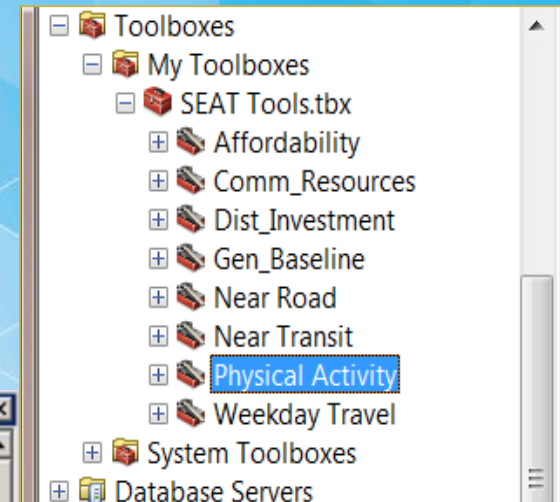 Toolboxes
My Toolboxes
SEAT Tools.tbx
Affordability
Comm_Resources
Dist_Investment
Gen_Baseline
Near Road
Near Transit
Physical Activity
Weekday Travel
System Toolboxes
Database Servers